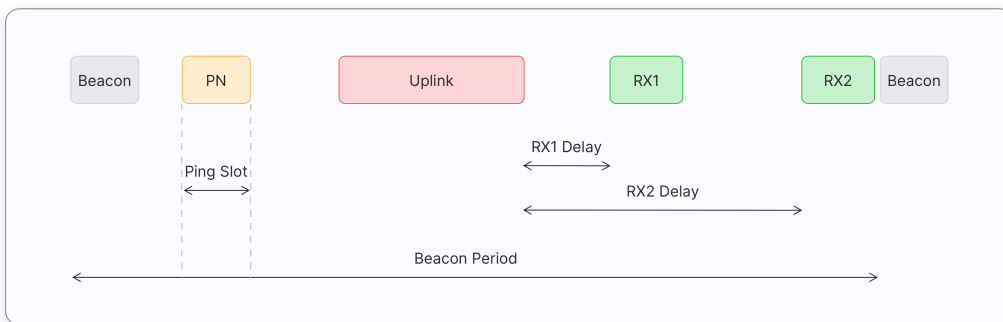 Beacon
PN
Uplink
RX1
RX2
Beacon
RX1 Delay
Ping Slot
RX2 Delay
Beacon Period